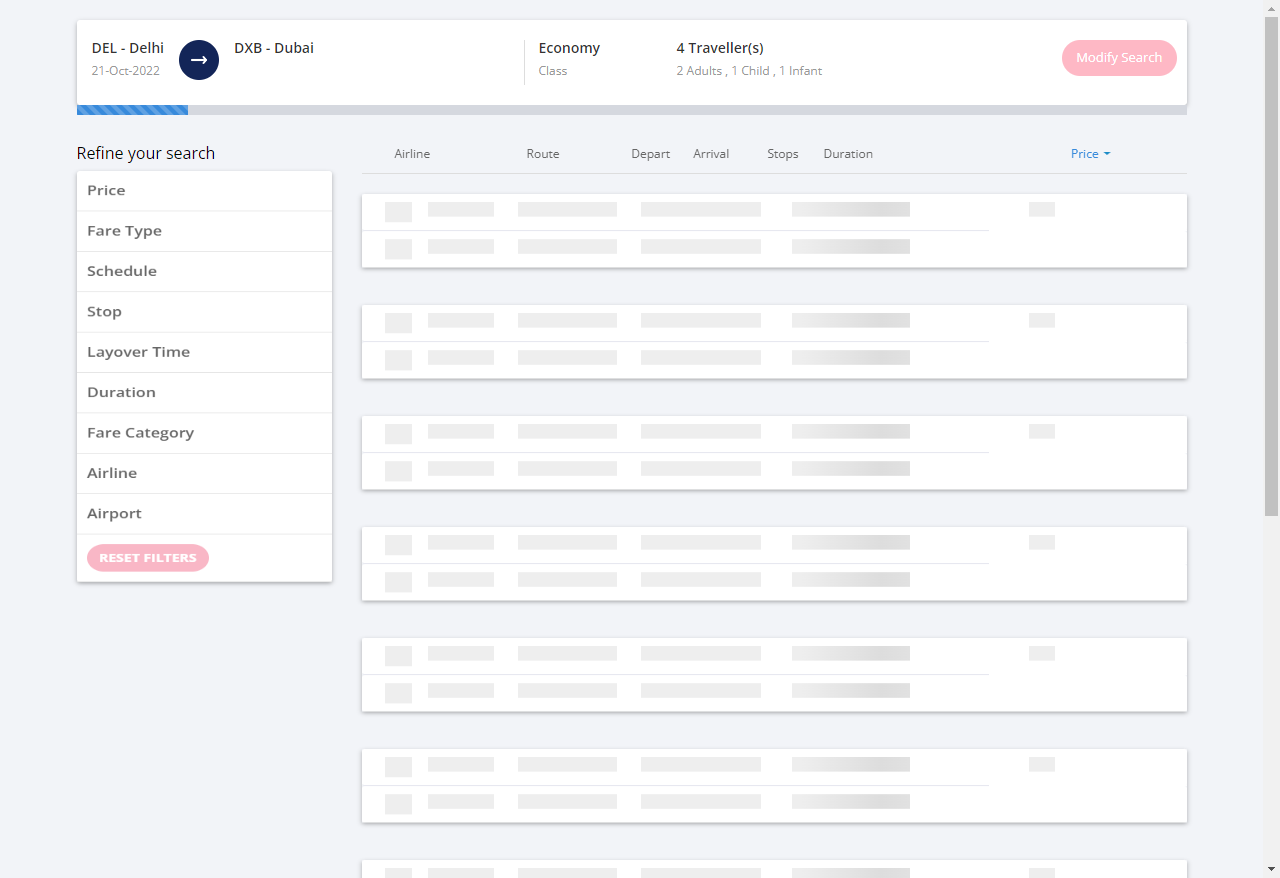 DEL - Delhi
21-Oct-2022
DXB - Dubai
Economy
Class
4 Traveller(s)
2 Adults , 1 Child , 1 Infant
Modify Search
Refine your search
Price
Fare Type
Schedule
Stop
Layover Time
Duration
Fare Category
Airline
Airport
RESET FILTERS
Airline Route Depart Arrival Stops Duration Price